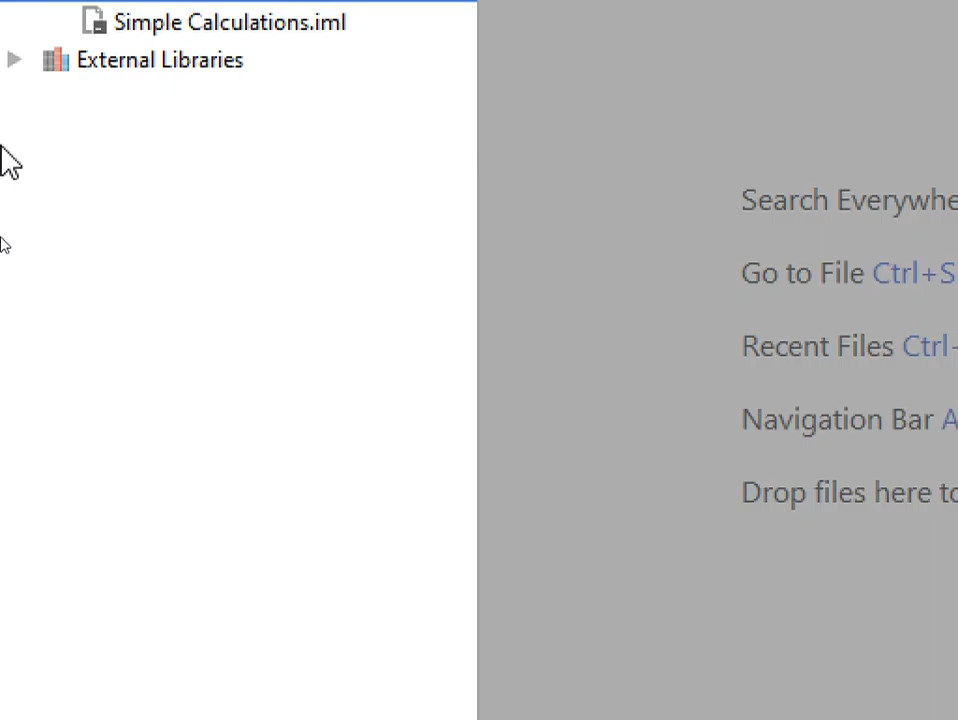 Simple Calculations.iml
External Libraries
Search Everywhe
Go to File Ctrl+S
Recent Files Ctrl-
Navigation Bar A
Drop files here to